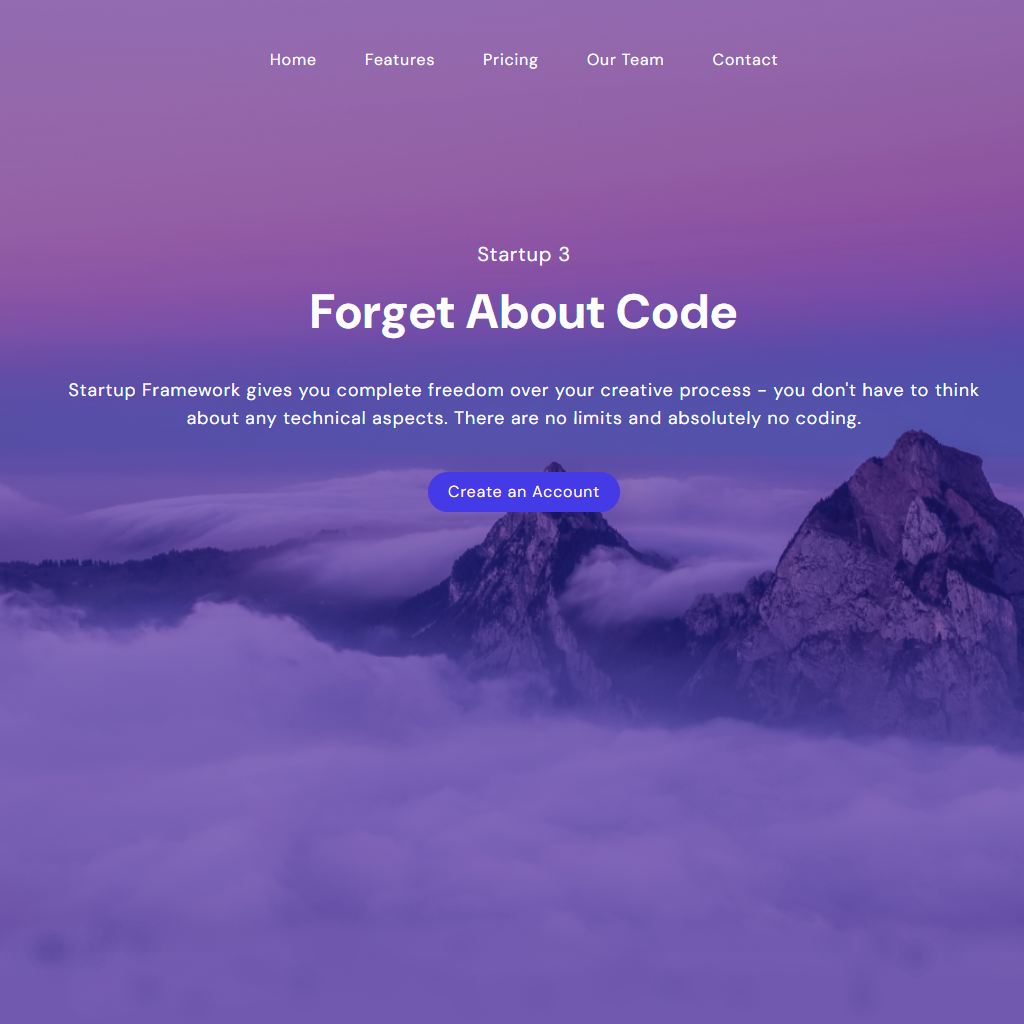 Home Features Pricing Our Team Contact
Startup 3
Forget About Code
Startup Framework gives you complete freedom over your creative process – you don't have to think
about any technical aspects. There are no limits and absolutely no coding.
Create an Account